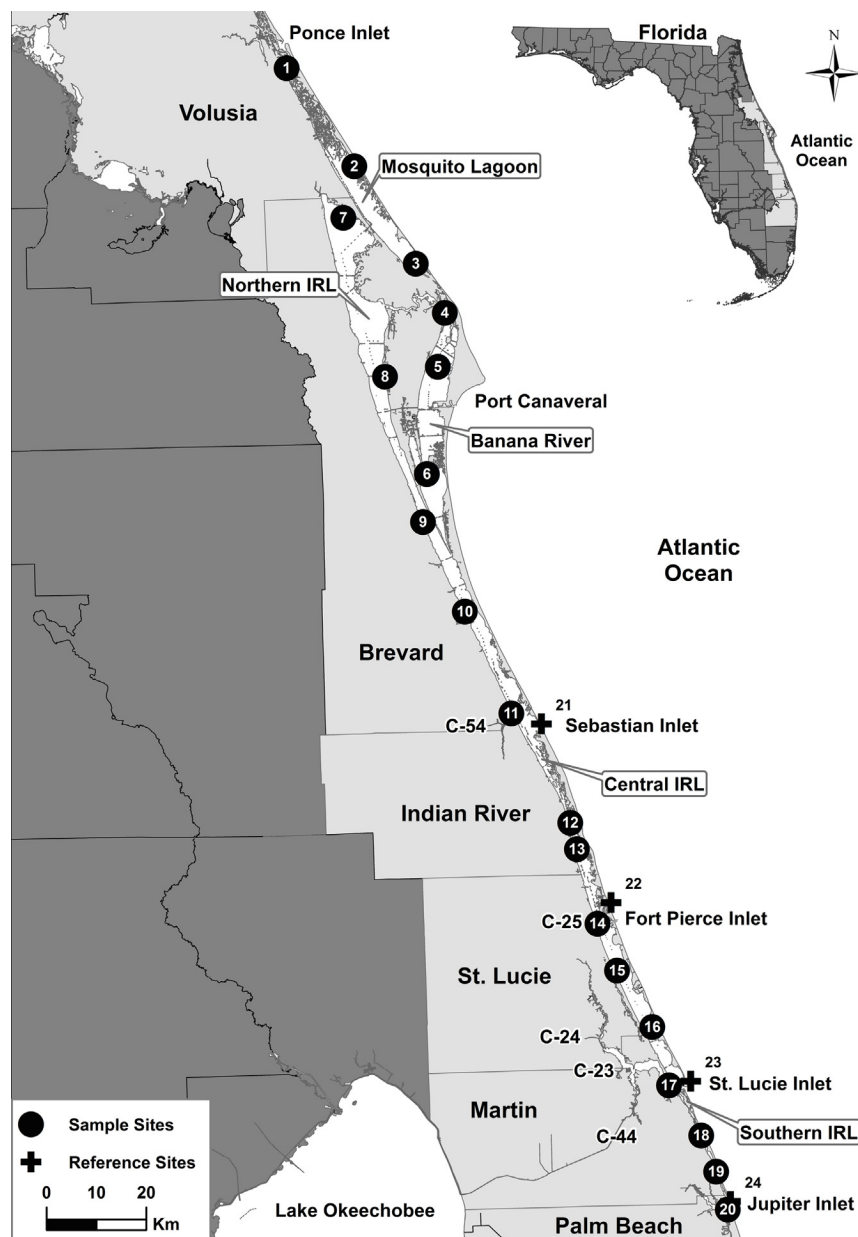 Ponce Inlet
Florida
N
1
Volusia
Atlantic
Ocean
2
Mosquito Lagoon
7
3
Northern IRL
4
5
8
Port Canaveral
Banana River
6
9
Atlantic
Ocean
10
Brevard
11
21
C-54
Sebastian Inlet
Central IRL
Indian River
12
13
22
C-25
14
Fort Pierce Inlet
St. Lucie
15
16
C-24
C-23
23
17
St. Lucie Inlet
Martin
Sample Sites
C-44
18
Southern IRL
Reference Sites
19
24
0 10 20
Km
Lake Okeechobee
20
Jupiter Inlet
Palm Beach